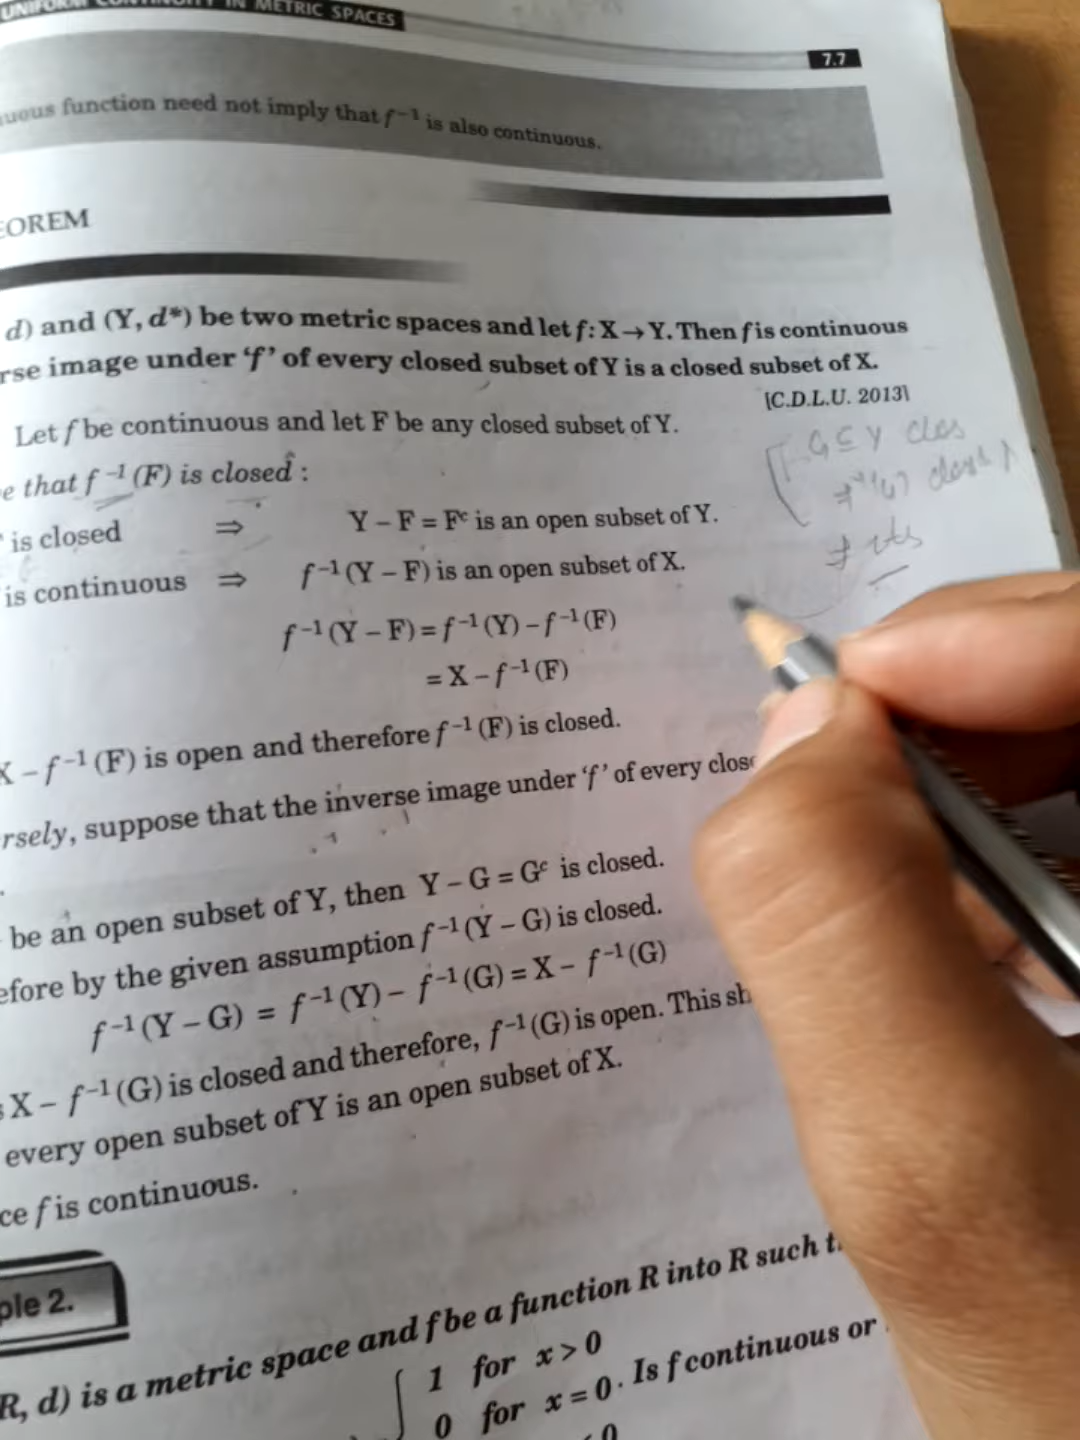 UNIFORM CONTINUITY IN METRIC SPACES
7.7
uous function need not imply that f⁻¹ is also continuous.
EOREM
d) and (Y, d*) be two metric spaces and let f : X → Y. Then f is continuous
rse image under 'f' of every closed subset of Y is a closed subset of X.
[C.D.L.U. 2013]
Let f be continuous and let F be any closed subset of Y.
G ⊆ Y clos
e that f⁻¹ (F) is closed :
is closed ⇒ Y – F = Fᶜ is an open subset of Y.
is continuous ⇒ f⁻¹ (Y – F) is an open subset of X.
f⁻¹ (Y – F) = f⁻¹ (Y) – f⁻¹ (F)
= X – f⁻¹ (F)
X – f⁻¹ (F) is open and therefore f⁻¹ (F) is closed.
rsely, suppose that the inverse image under 'f' of every close
be an open subset of Y, then Y – G = Gᶜ is closed.
efore by the given assumption f⁻¹ (Y – G) is closed.
f⁻¹ (Y – G) = f⁻¹ (Y) – f⁻¹ (G) = X – f⁻¹ (G)
s X – f⁻¹ (G) is closed and therefore, f⁻¹ (G) is open. This sh
every open subset of Y is an open subset of X.
ce f is continuous.
ple 2.
R, d) is a metric space and f be a function R into R such t
1 for x > 0
0 for x = 0 . Is f continuous or
< 0